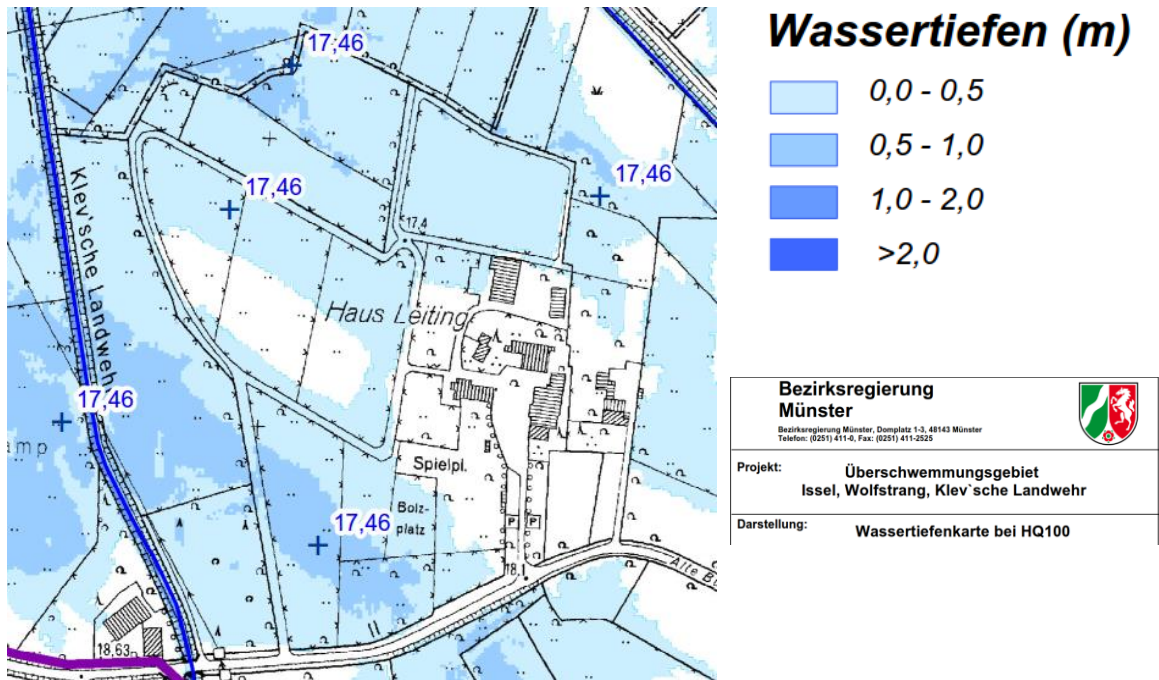 17,46
17,46
17,46
17,4
Klev'sche Landweh
Haus Leiting
17,46
amp
Spielpl.
Bolz-
platz
17,46
P
P
18.1
Alte Bu
18,63
Wassertiefen (m)
0,0 - 0,5
0,5 - 1,0
1,0 - 2,0
>2,0
Bezirksregierung
Münster
Bezirksregierung Münster, Domplatz 1-3, 48143 Münster
Telefon: (0251) 411-0, Fax: (0251) 411-2525
Projekt:
Überschwemmungsgebiet
Issel, Wolfstrang, Klev`sche Landwehr
Darstellung:
Wassertiefenkarte bei HQ100